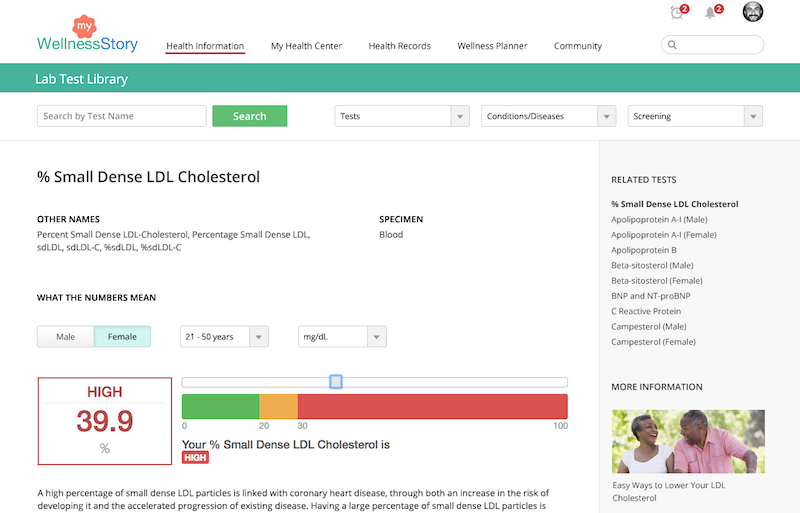 2
2
my
WellnessStory
Health Information
My Health Center
Health Records
Wellness Planner
Community
Lab Test Library
Search by Test Name
Search
Tests
Conditions/Diseases
Screening
% Small Dense LDL Cholesterol
OTHER NAMES
Percent Small Dense LDL-Cholesterol, Percentage Small Dense LDL,
sdLDL, sdLDL-C, %sdLDL, %sdLDL-C
SPECIMEN
Blood
WHAT THE NUMBERS MEAN
Male
Female
21 - 50 years
mg/dL
HIGH
39.9
%
0
20
30
100
Your % Small Dense LDL Cholesterol is
HIGH
A high percentage of small dense LDL particles is linked with coronary heart disease, through both an increase in the risk of
developing it and the accelerated progression of existing disease. Having a large percentage of small dense LDL particles is
RELATED TESTS
% Small Dense LDL Cholesterol
Apolipoprotein A-I (Male)
Apolipoprotein A-I (Female)
Apolipoprotein B
Beta-sitosterol (Male)
Beta-sitosterol (Female)
BNP and NT-proBNP
C Reactive Protein
Campesterol (Male)
Campesterol (Female)
MORE INFORMATION
Easy Ways to Lower Your LDL
Cholesterol